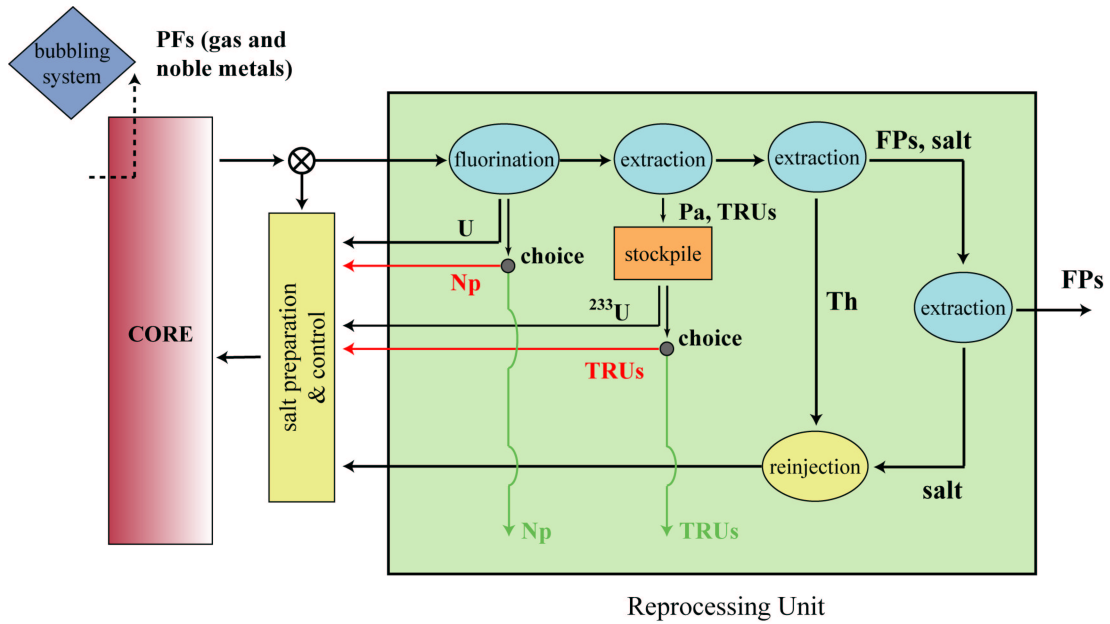 bubbling
system
PFs (gas and
noble metals)
CORE
salt preparation
& control
fluorination
extraction
extraction
FPs, salt
U
choice
Np
Pa, TRUs
stockpile
²³³U
choice
TRUs
Th
extraction
FPs
reinjection
salt
Np
TRUs
Reprocessing Unit